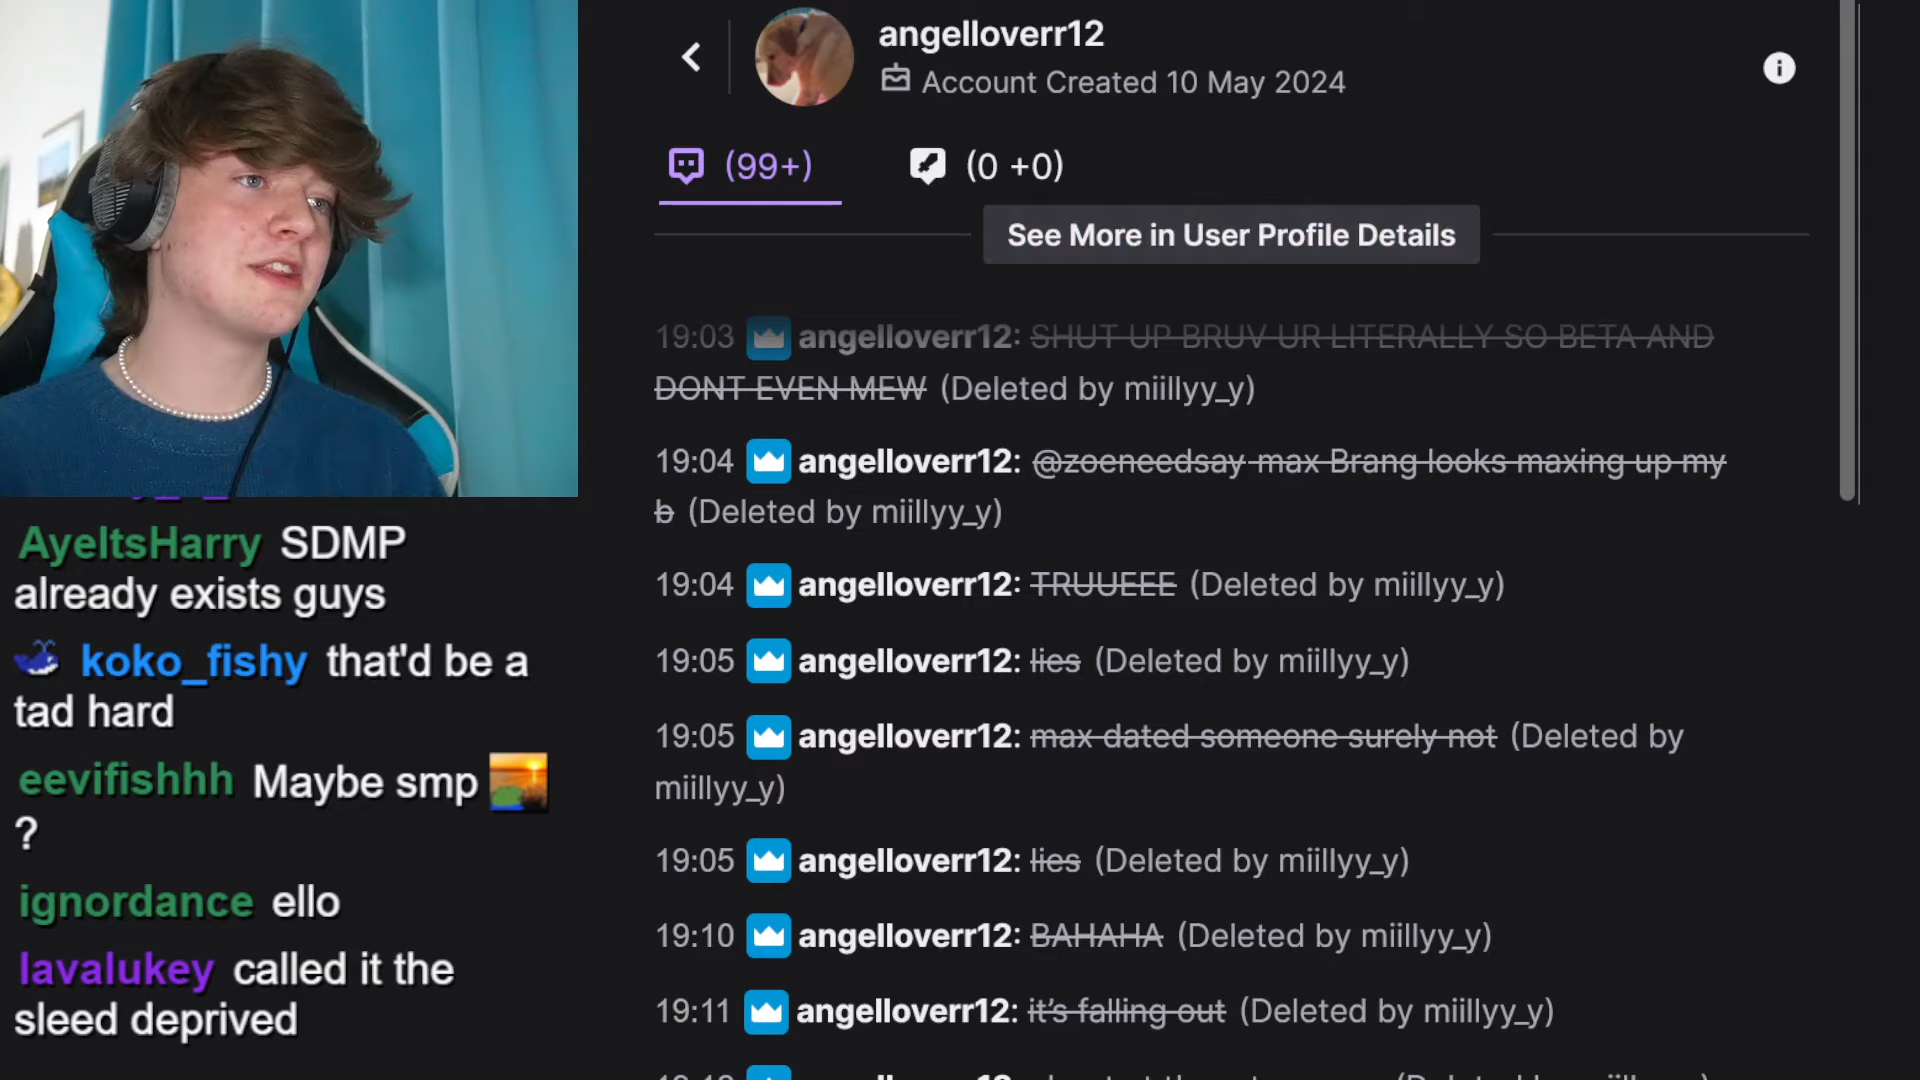 angelloverr12
Account Created 10 May 2024
(99+) (0 +0)
See More in User Profile Details
19:03 angelloverr12: SHUT UP BRUV UR LITERALLY SO BETA AND
DONT EVEN MEW (Deleted by miillyy_y)
19:04 angelloverr12: @zoeneedsay max Brang looks maxing up my
b (Deleted by miillyy_y)
19:04 angelloverr12: TRUUEEE (Deleted by miillyy_y)
19:05 angelloverr12: lies (Deleted by miillyy_y)
19:05 angelloverr12: max dated someone surely not (Deleted by
miillyy_y)
19:05 angelloverr12: lies (Deleted by miillyy_y)
19:10 angelloverr12: BAHAHA (Deleted by miillyy_y)
19:11 angelloverr12: it's falling out (Deleted by miillyy_y)
AyeItsHarry SDMP
already exists guys
koko_fishy that'd be a
tad hard
eevifishhh Maybe smp
?
ignordance ello
lavalukey called it the
sleed deprived